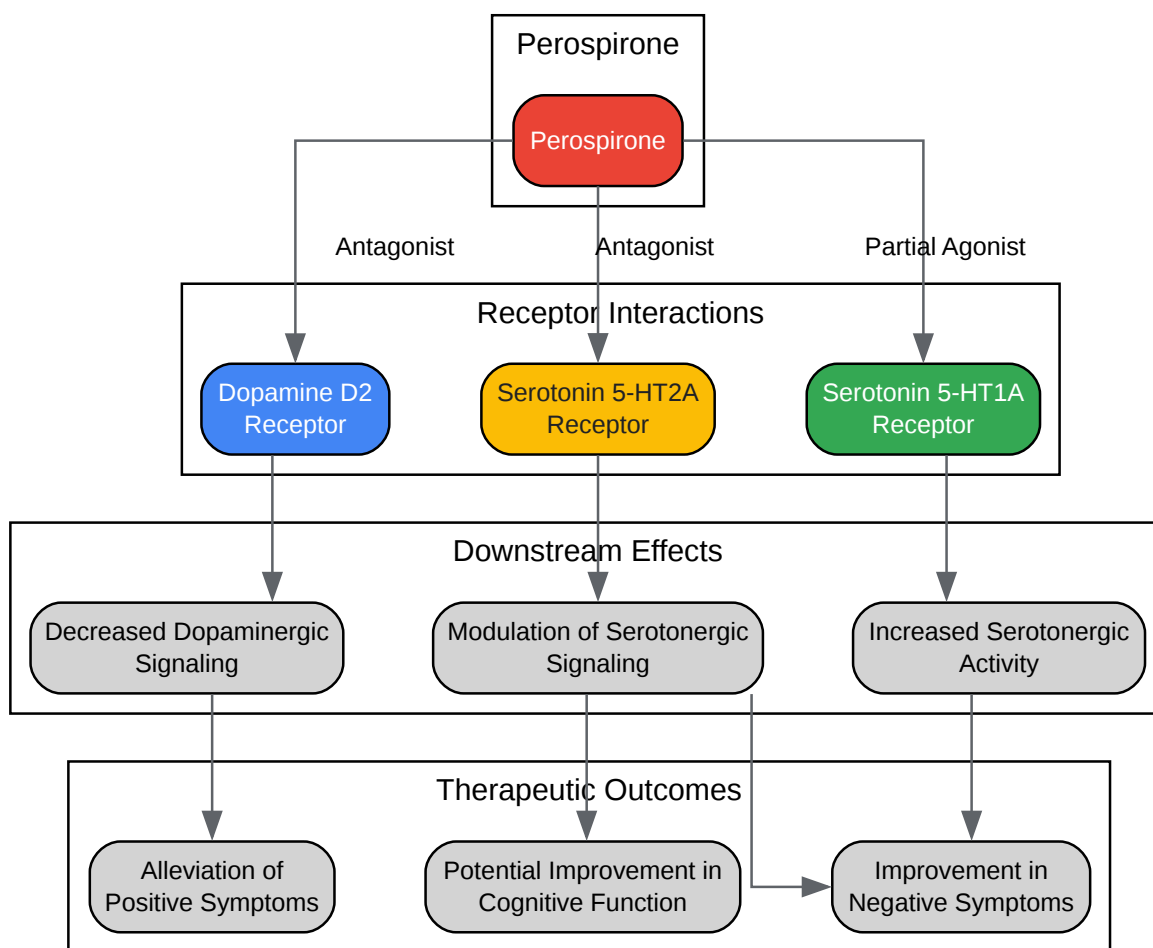 Perospirone
Perospirone
Antagonist
Antagonist
Partial Agonist
Receptor Interactions
Dopamine D2
Receptor
Serotonin 5-HT2A
Receptor
Serotonin 5-HT1A
Receptor
Downstream Effects
Decreased Dopaminergic
Signaling
Modulation of Serotonergic
Signaling
Increased Serotonergic
Activity
Therapeutic Outcomes
Alleviation of
Positive Symptoms
Potential Improvement in
Cognitive Function
Improvement in
Negative Symptoms